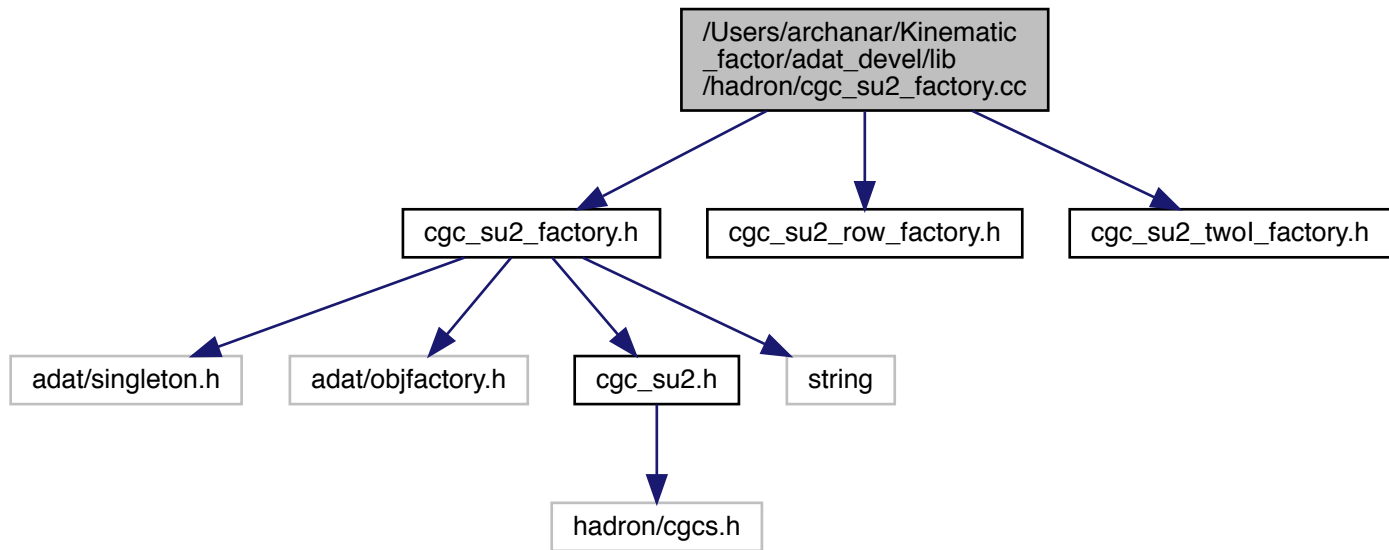 /Users/archanar/Kinematic
_factor/adat_devel/lib
/hadron/cgc_su2_factory.cc
cgc_su2_factory.h
cgc_su2_row_factory.h
cgc_su2_twoI_factory.h
adat/singleton.h
adat/objfactory.h
cgc_su2.h
string
hadron/cgcs.h